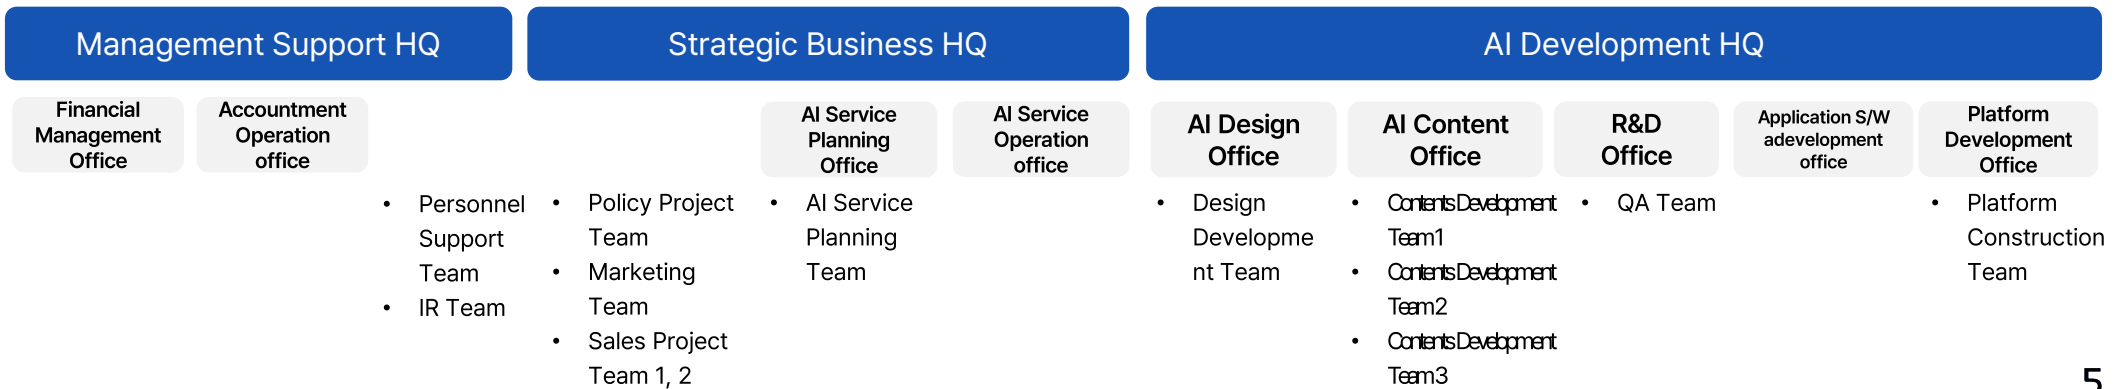 Management Support HQ
Strategic Business HQ
AI Development HQ
Financial
Management
Office
Accountment
Operation
office
AI Service
Planning
Office
AI Service
Operation
office
AI Design
Office
AI Content
Office
R&D
Office
Application S/W
adevelopment
office
Platform
Development
Office
• Personnel
Support
Team
• IR Team
• Policy Project
Team
• Marketing
Team
• Sales Project
Team 1, 2
• AI Service
Planning
Team
• Design
Developme
nt Team
• Contents Development
Team1
• Contents Development
Team2
• Contents Development
Team3
• QA Team
• Platform
Construction
Team
5